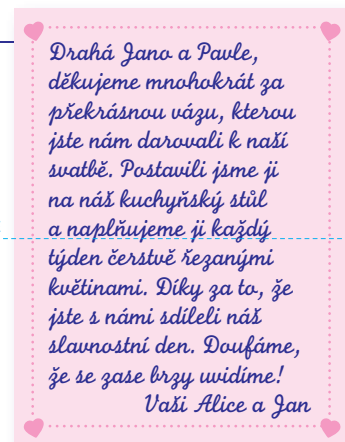 Drahá Jano a Pavle,
děkujeme mnohokrát za
překrásnou vázu, kterou
jste nám darovali k naší
svatbě. Postavili jsme ji
na náš kuchyňský stůl
a naplňujeme ji každý
týden čerstvě řezanými
květinami. Díky za to, že
jste s námi sdíleli náš
slavnostní den. Doufáme,
že se zase brzy uvidíme!
Vaši Alice a Jan